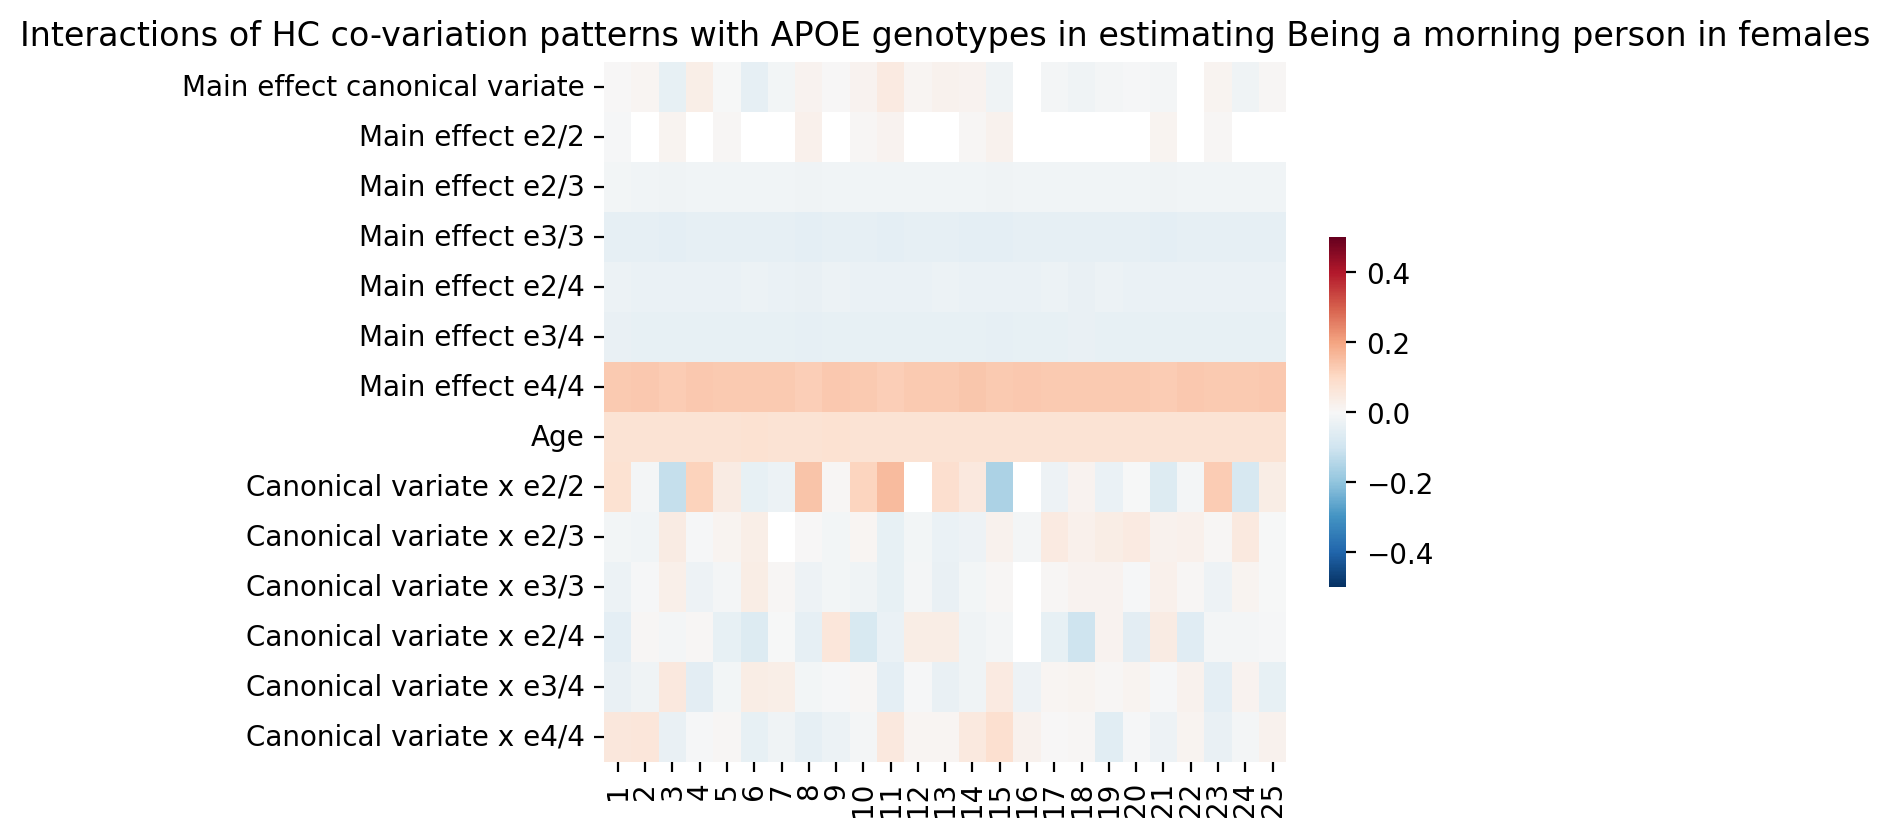 Interactions of HC co-variation patterns with APOE genotypes in estimating Being a morning person in females
Main effect canonical variate
Main effect e2/2
Main effect e2/3
Main effect e3/3
Main effect e2/4
Main effect e3/4
Main effect e4/4
Age
Canonical variate x e2/2
Canonical variate x e2/3
Canonical variate x e3/3
Canonical variate x e2/4
Canonical variate x e3/4
Canonical variate x e4/4
1 2 3 4 5 6 7 8 9 10 11 12 13 14 15 16 17 18 19 20 21 22 23 24 25
0.4
0.2
0.0
−0.2
−0.4